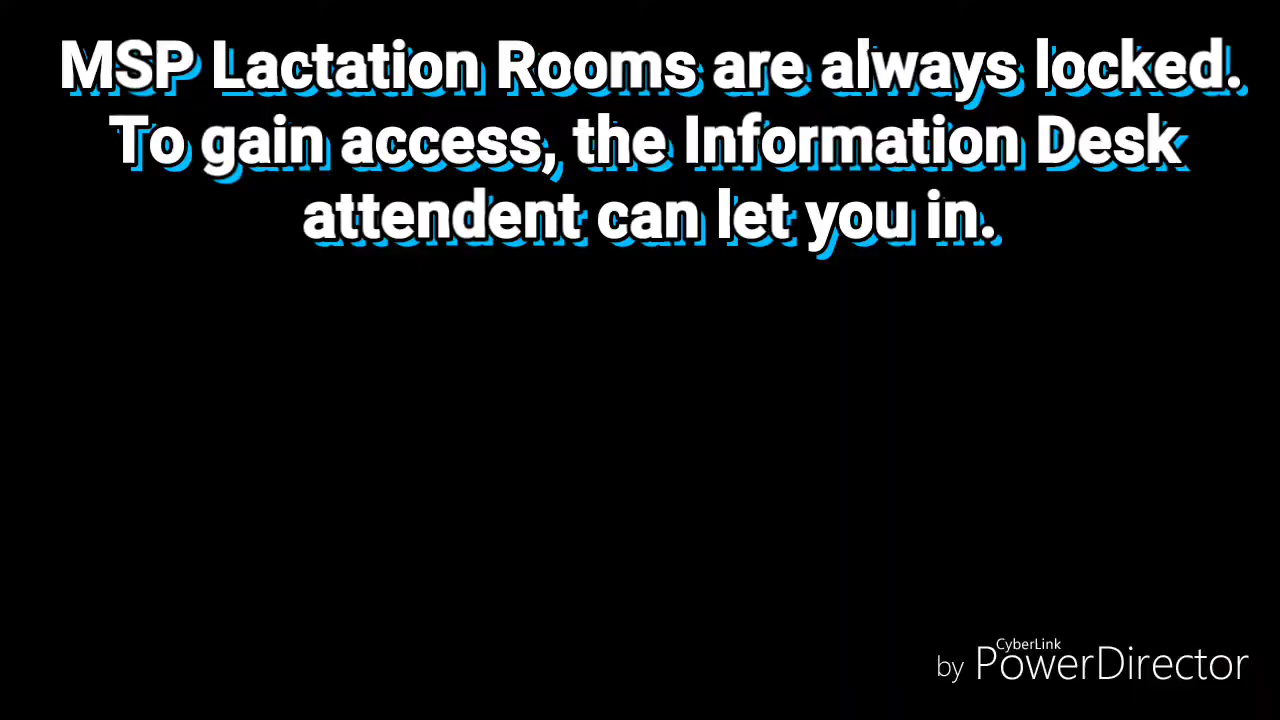 MSP Lactation Rooms are always locked.
To gain access, the Information Desk
attendent can let you in.
CyberLink
by PowerDirector